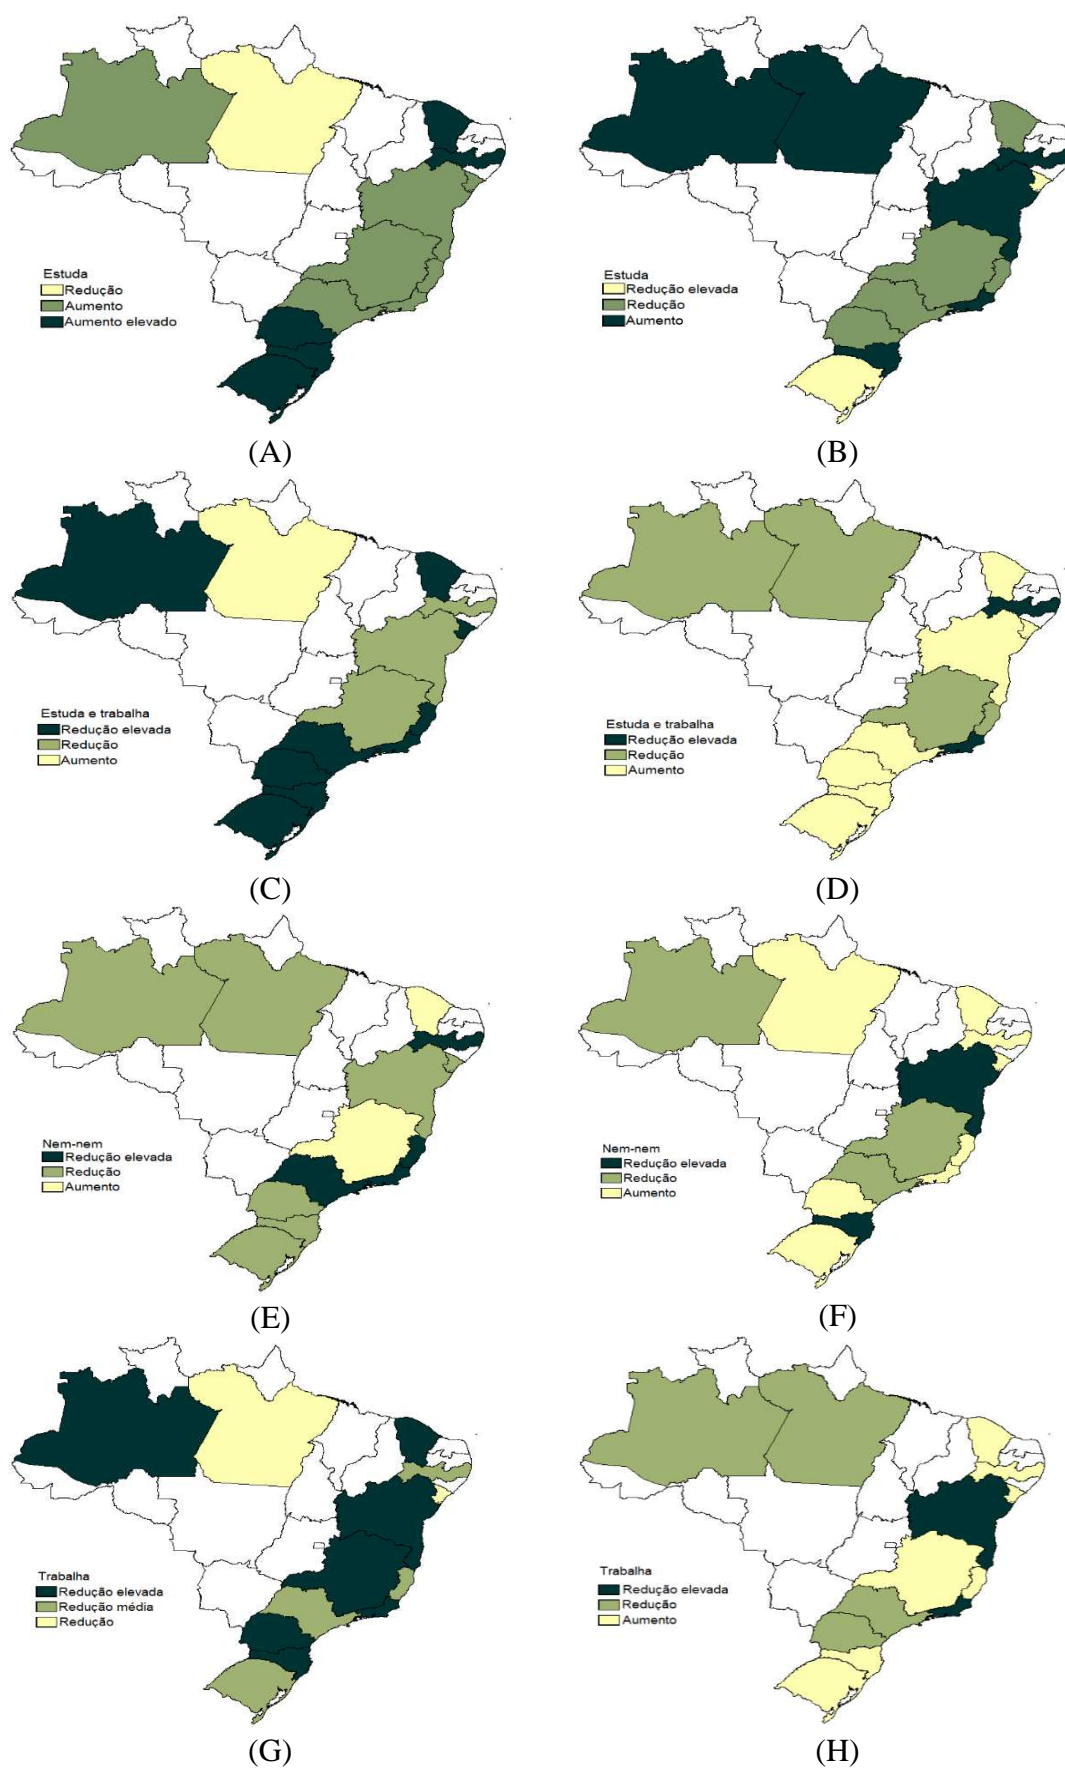 Estuda
Redução
Aumento
Aumento elevado
(A)
Estuda
Redução elevada
Redução
Aumento
(B)
Estuda e trabalha
Redução elevada
Redução
Aumento
(C)
Estuda e trabalha
Redução elevada
Redução
Aumento
(D)
Nem-nem
Redução elevada
Redução
Aumento
(E)
Nem-nem
Redução elevada
Redução
Aumento
(F)
Trabalha
Redução elevada
Redução média
Redução
(G)
Trabalha
Redução elevada
Redução
Aumento
(H)